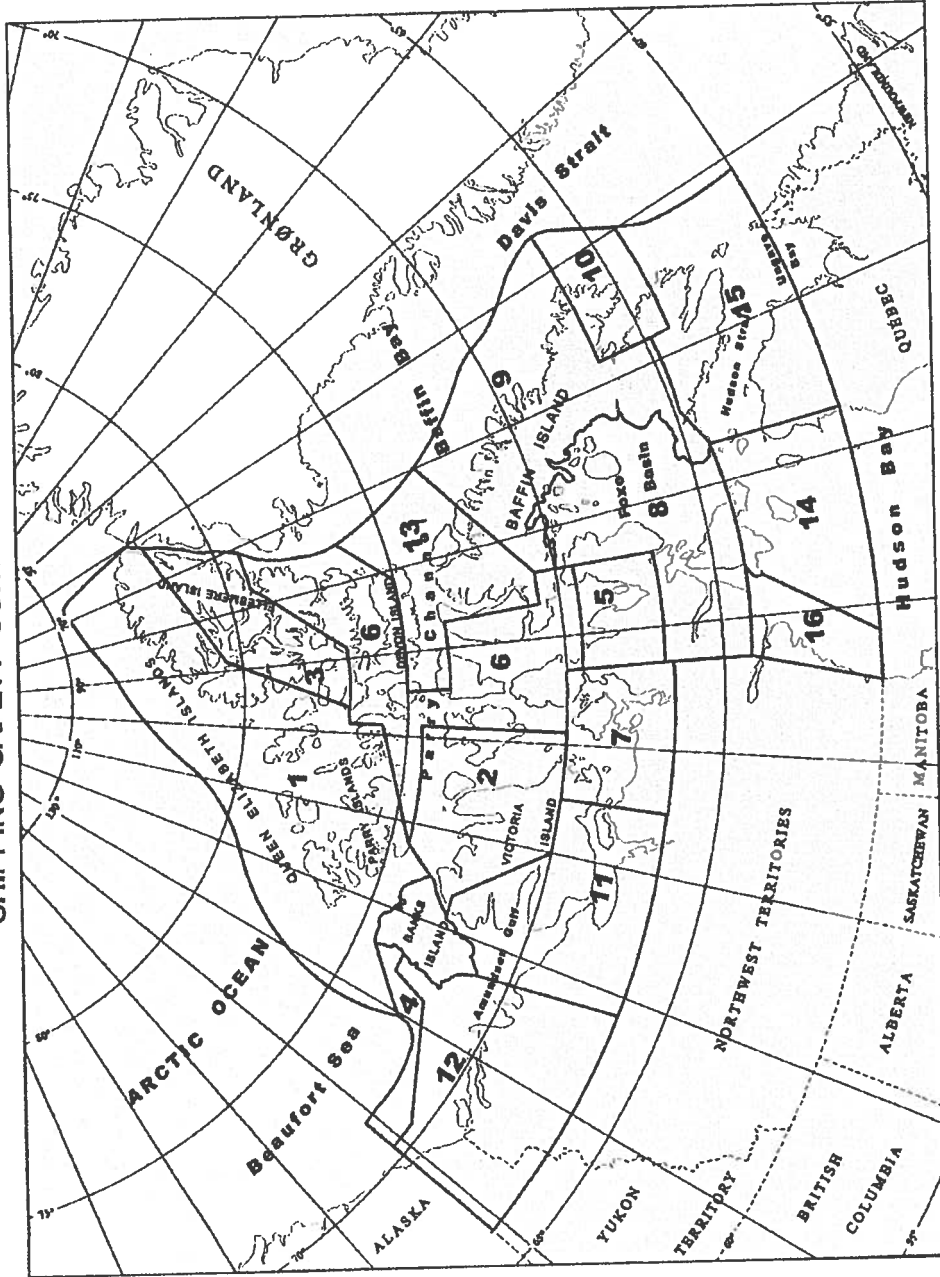 GRØNLAND
ARCTIC OCEAN
Beaufort Sea
Baffin Bay
Davis Strait
QUEEN ELIZABETH ISLANDS
ELLESMERE ISLAND
PARRY ISLANDS
DEVON ISLAND
Parry Channel
BANKS
ISLAND
VICTORIA
ISLAND
Amundsen Gulf
BAFFIN ISLAND
Foxe
Basin
Hudson Strait
Ungava
Bay
Hudson Bay
1
2
3
4
5
6
6
7
8
9
10
11
12
13
14
15
16
ALASKA
YUKON
TERRITORY
NORTHWEST TERRITORIES
BRITISH
COLUMBIA
ALBERTA
SASKATCHEWAN
MANITOBA
QUEBEC
NEWFOUNDLAND